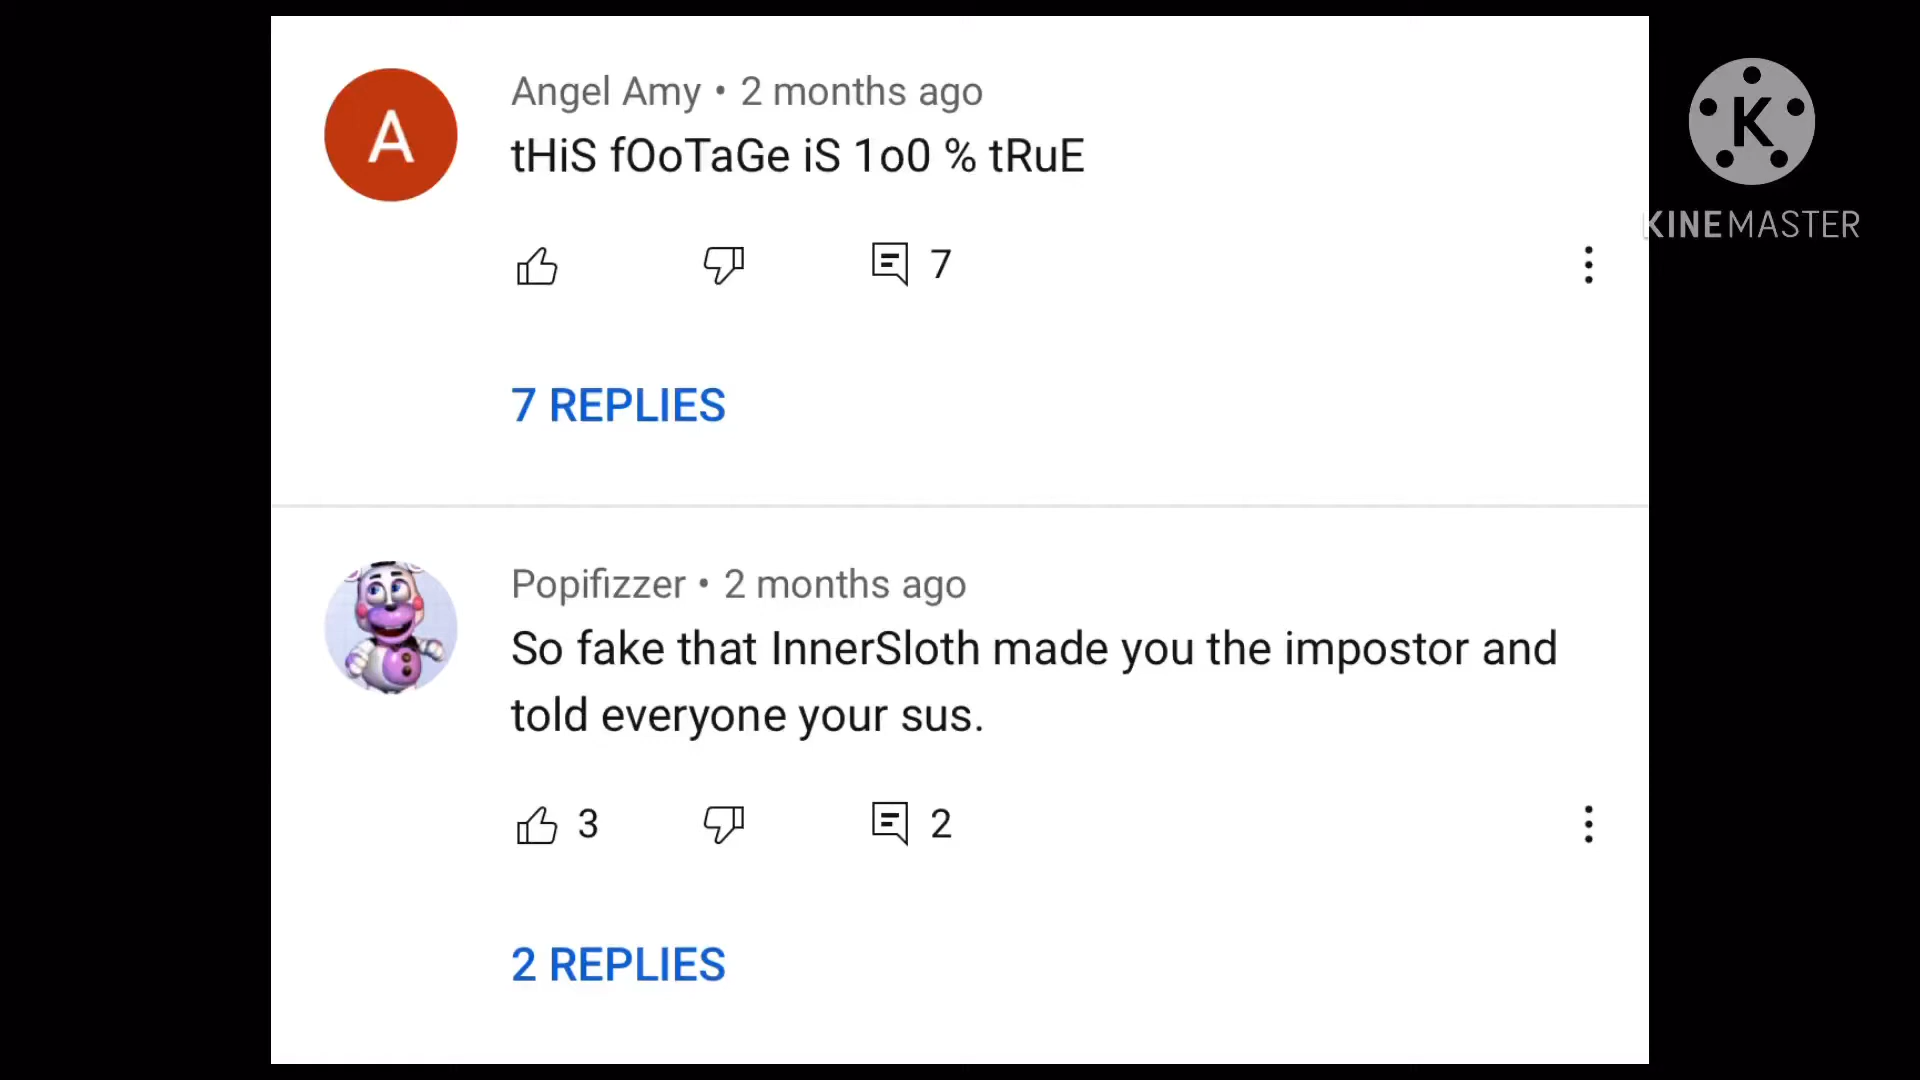 Angel Amy • 2 months ago
A
tHiS fOoTaGe iS 1o0 % tRuE
K
KINEMASTER
7
7 REPLIES
Popifizzer • 2 months ago
So fake that InnerSloth made you the impostor and
told everyone your sus.
3
2
2 REPLIES